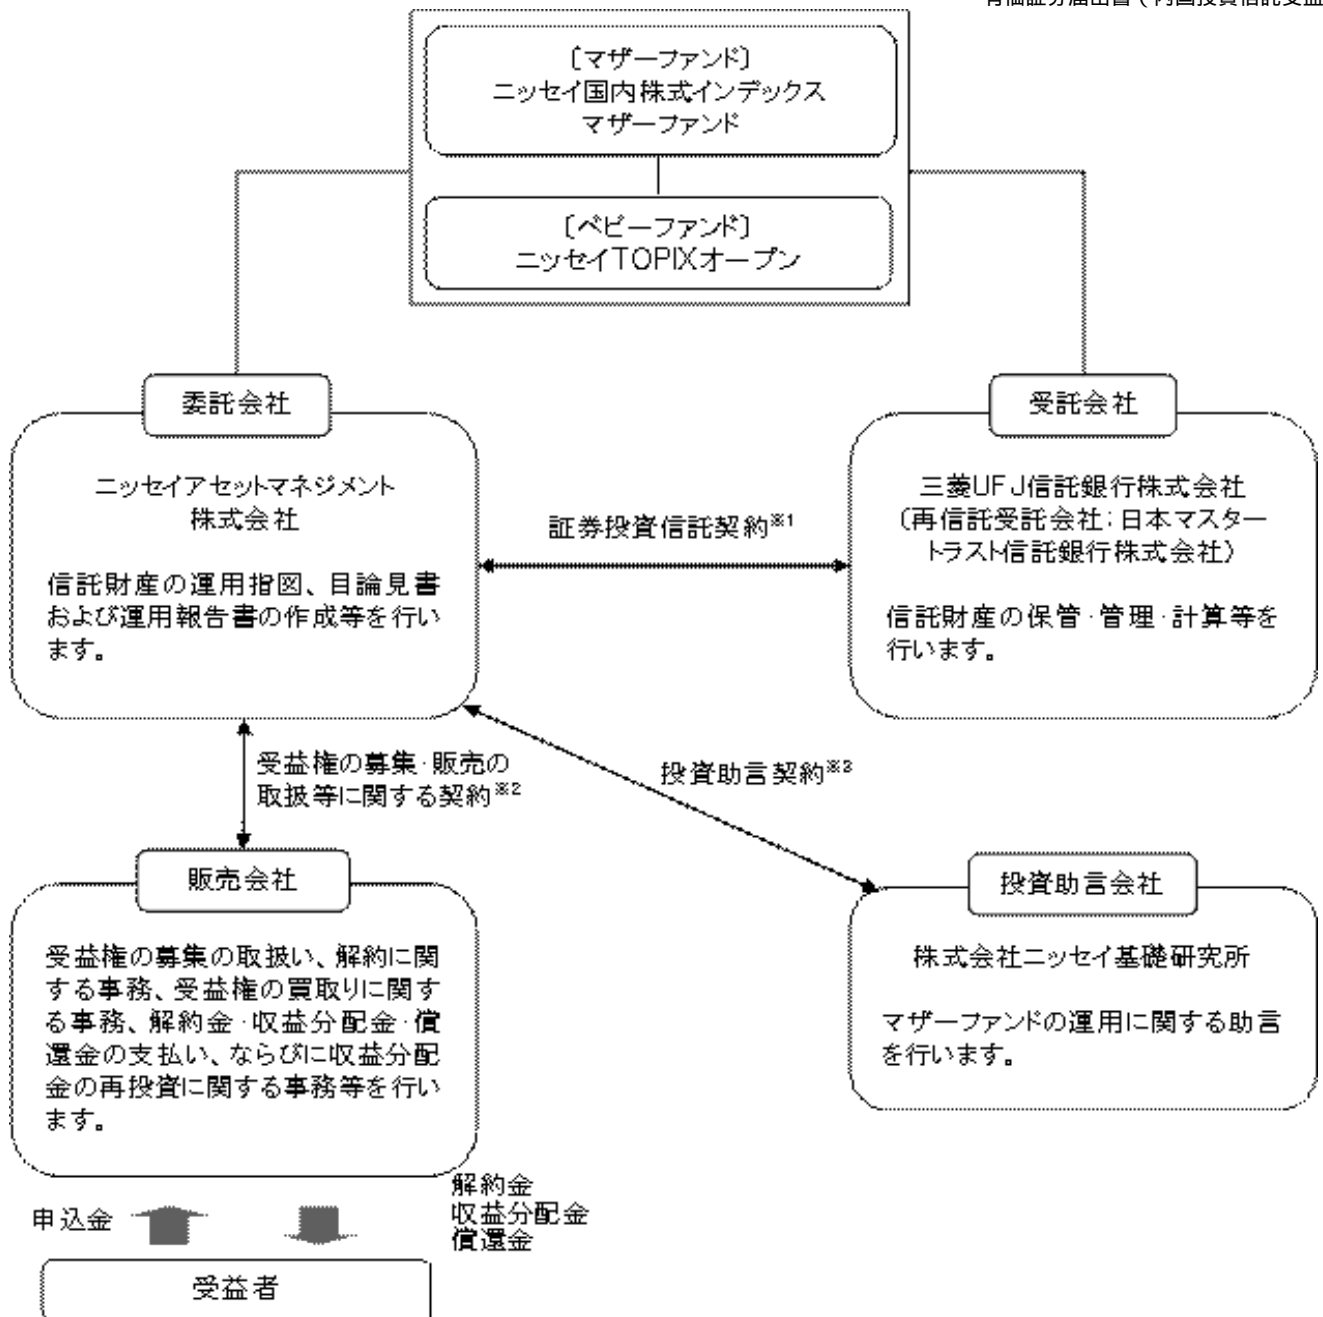 〔マザーファンド〕
ニッセイ国内株式インデックス
マザーファンド
〔ベビーファンド〕
ニッセイTOPIXオープン
委託会社
ニッセイアセットマネジメント
株式会社
信託財産の運用指図、目論見書
および運用報告書の作成等を行い
ます。
証券投資信託契約※1
受託会社
三菱UFJ信託銀行株式会社
(再信託受託会社:日本マスター
トラスト信託銀行株式会社)
信託財産の保管・管理・計算等を
行います。
受益権の募集・販売の
取扱等に関する契約※2
投資助言契約※3
販売会社
受益権の募集の取扱い、解約に関
する事務、受益権の買取りに関す
る事務、解約金・収益分配金・償
還金の支払い、ならびに収益分配
金の再投資に関する事務等を行い
ます。
投資助言会社
株式会社ニッセイ基礎研究所
マザーファンドの運用に関する助言
を行います。
申込金
解約金
収益分配金
償還金
受益者